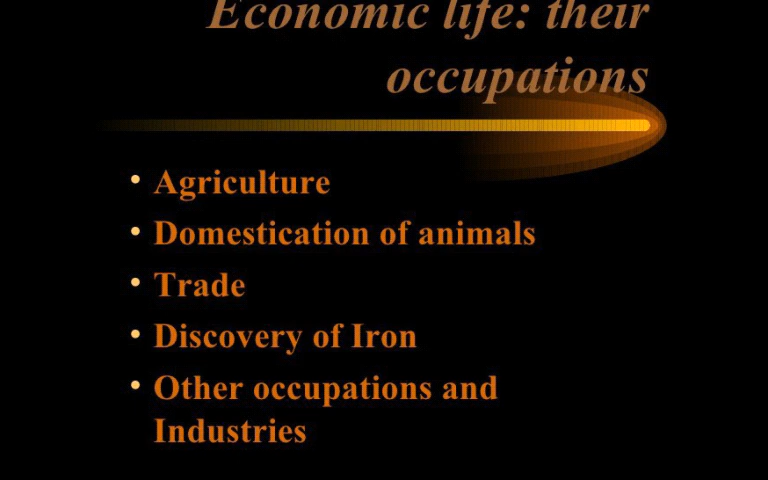 Economic life: their
occupations
• Agriculture
• Domestication of animals
• Trade
• Discovery of Iron
• Other occupations and
Industries